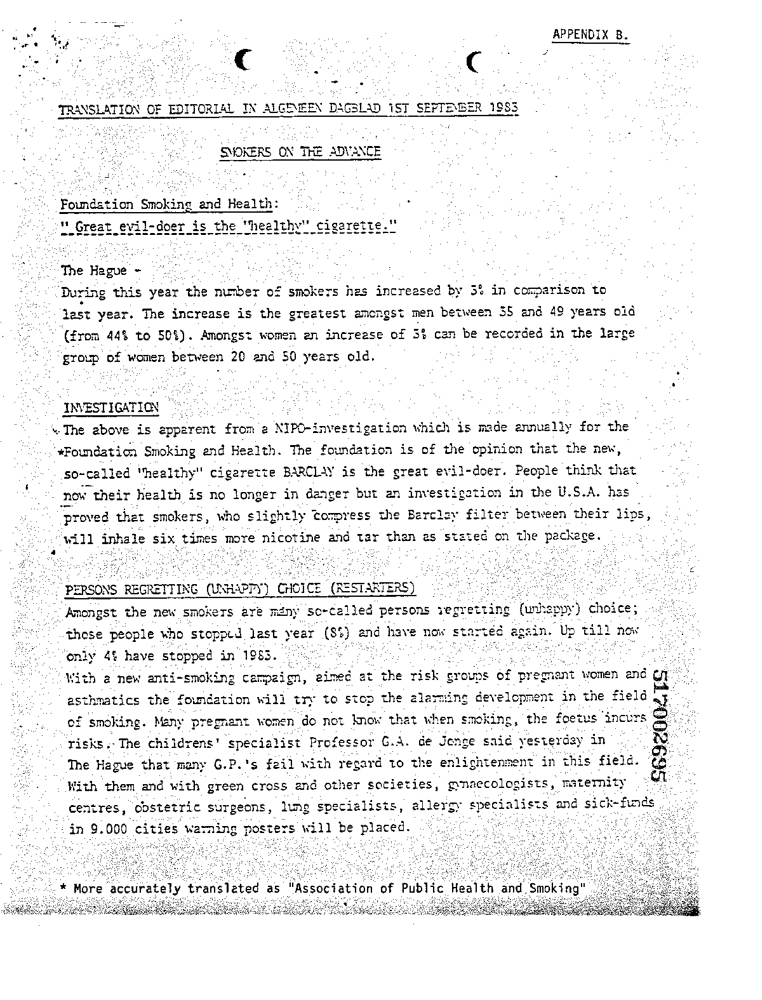 APPENDIX B.
TRANSLATION OF EDITORIAL IN ALGEMEEN DAGBLAD 1ST SEPTEMBER 1983
SMOKERS ON THE ADVANCE
Foundation Smoking and Health:
" Great evil-doer is the "healthy" cigarette."
The Hague -
During this year the number of smokers has increased by 3% in comparison to
last year. The increase is the greatest amongst men between 35 and 49 years old
(from 44% to 50%). Amongst women an increase of 3% can be recorded in the large
group of women between 20 and 50 years old.
INVESTIGATION
The above is apparent from a NIPO-investigation which is made annually for the
*Foundation Smoking and Health. The foundation is of the opinion that the new,
so-called "healthy" cigarette BARCLAY is the great evil-doer. People think that
now their health is no longer in danger but an investigation in the U.S.A. has
proved that smokers, who slightly compress the Barclay filter between their lips,
will inhale six times more nicotine and tar than as stated on the package.
PERSONS REGRETTING (UNHAPPY) CHOICE (RESTARTERS)
Amongst the new smokers are many so-called persons regretting (unhappy) choice;
those people who stopped last year (8%) and have now started again. Up till now
only 4% have stopped in 1983.
With a new anti-smoking campaign, aimed at the risk groups of pregnant women and
asthmatics the foundation will try to stop the alarming development in the field
of smoking. Many pregnant women do not know that when smoking, the foetus incurs
risks. The childrens' specialist Professor G.A. de Jonge said yesterday in
The Hague that many G.P.'s fail with regard to the enlightenment in this field.
With them and with green cross and other societies, gynaecologists, maternity
centres, obstetric surgeons, lung specialists, allergy specialists and sick-funds
in 9.000 cities warning posters will be placed.
* More accurately translated as "Association of Public Health and Smoking"
517002695